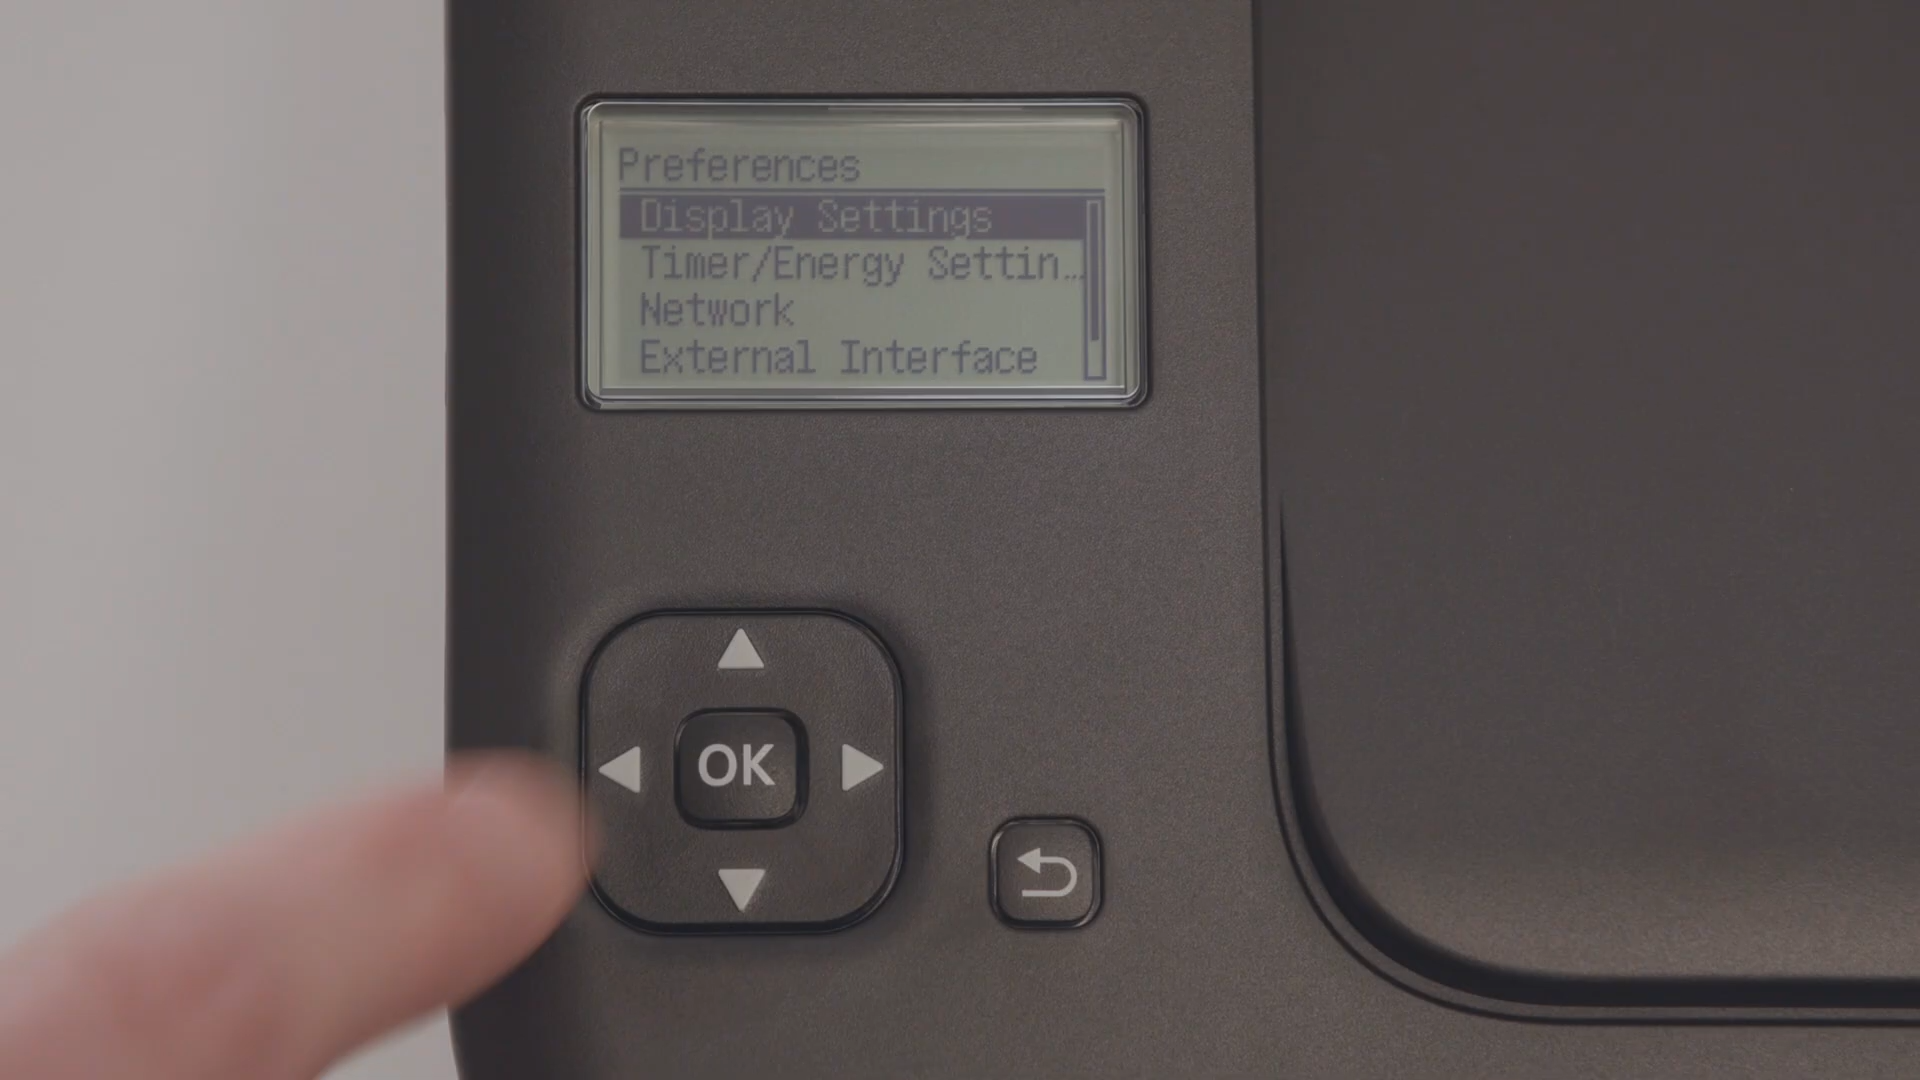 Preferences
Display Settings
Timer/Energy Settin…
Network
External Interface
OK